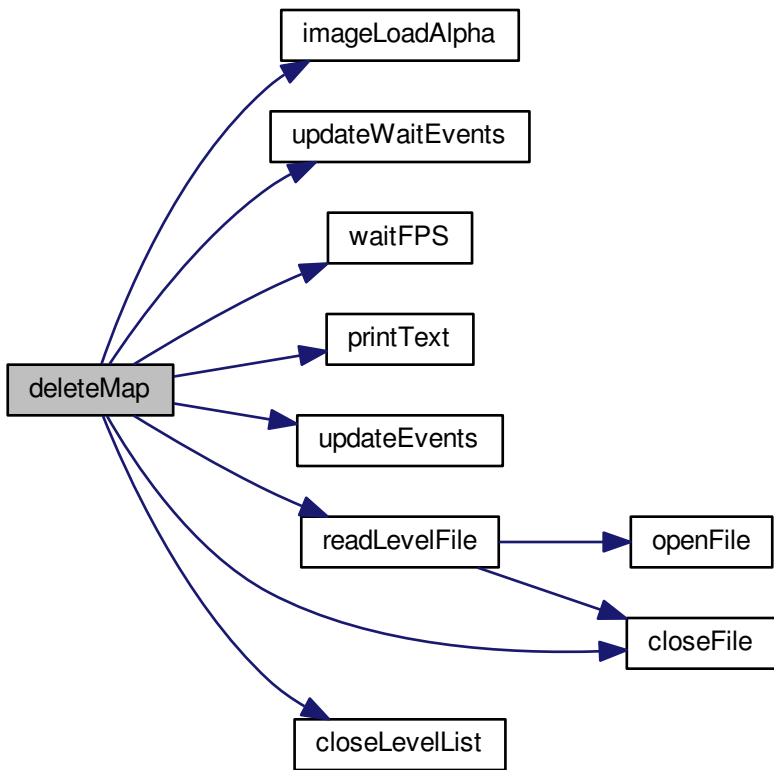 imageLoadAlpha
updateWaitEvents
waitFPS
printText
deleteMap
updateEvents
readLevelFile
openFile
closeFile
closeLevelList